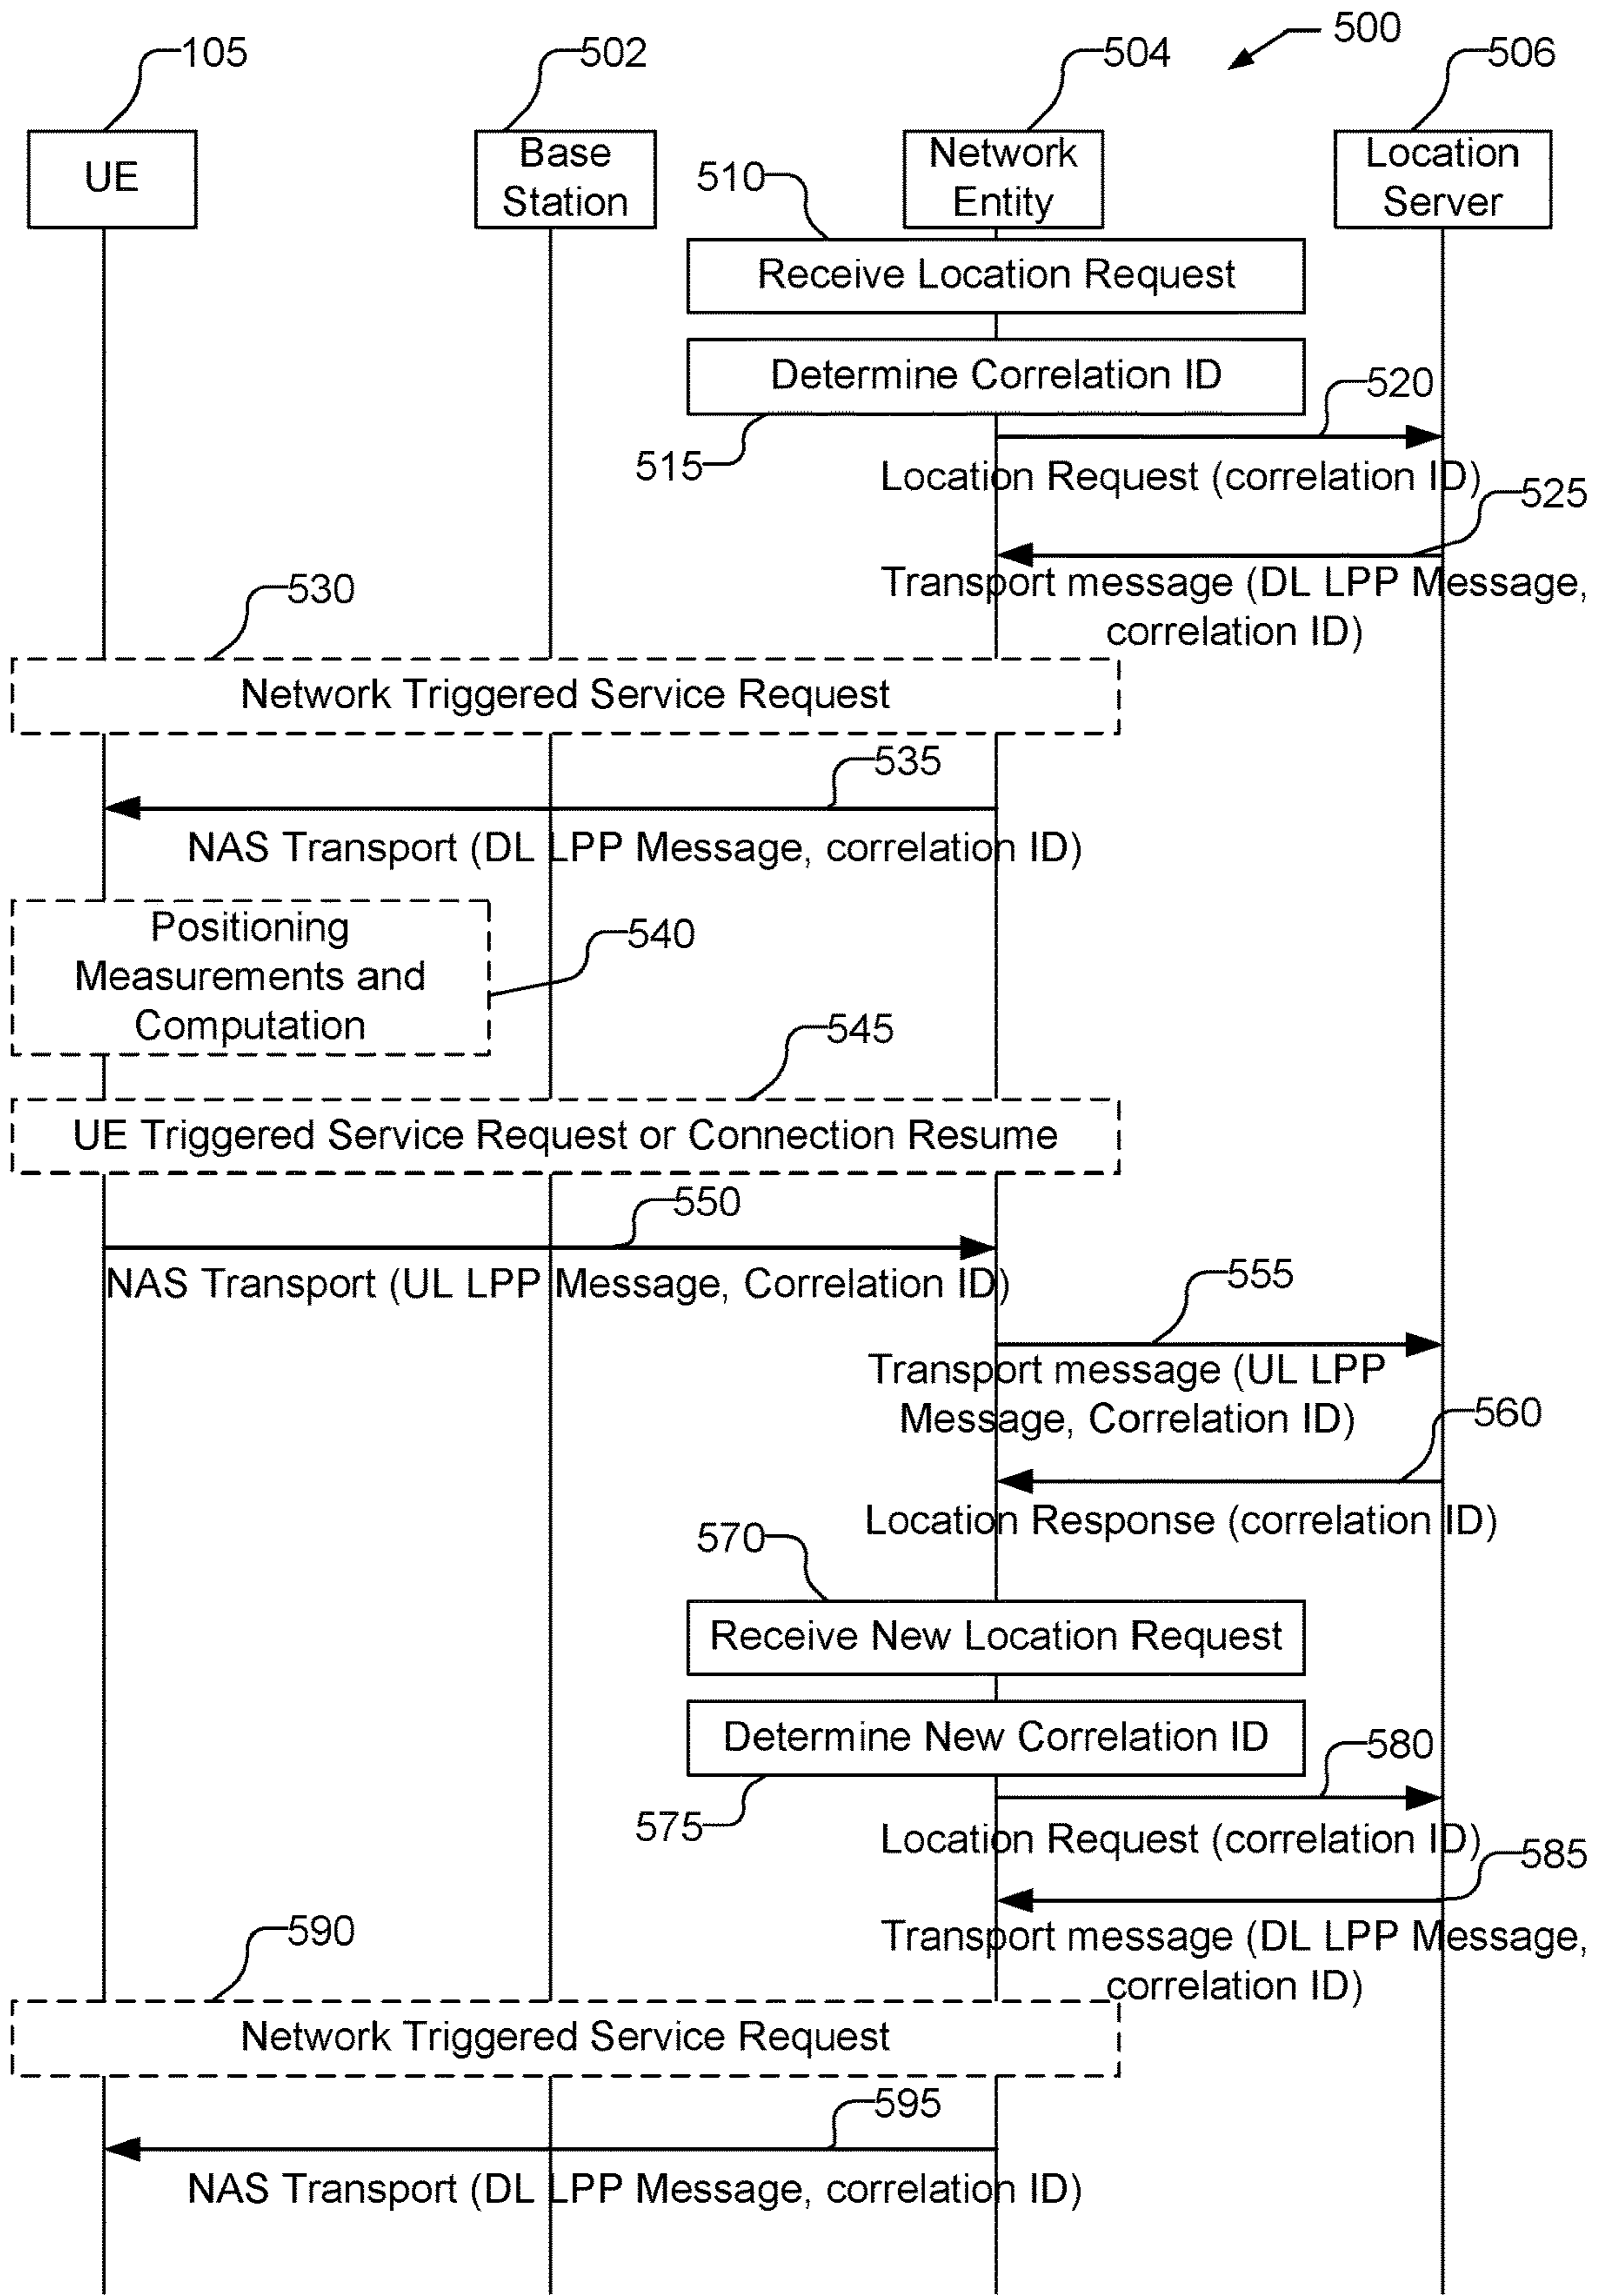 500
105
502
504
506
UE
Base
Station
Network
Entity
Location
Server
510
Receive Location Request
Determine Correlation ID
515
520
Location Request (correlation ID)
525
Transport message (DL LPP Message,
correlation ID)
530
Network Triggered Service Request
535
NAS Transport (DL LPP Message, correlation ID)
Positioning
Measurements and
Computation
540
545
UE Triggered Service Request or Connection Resume
550
NAS Transport (UL LPP Message, Correlation ID)
555
Transport message (UL LPP
Message, Correlation ID)
560
Location Response (correlation ID)
570
Receive New Location Request
Determine New Correlation ID
575
580
Location Request (correlation ID)
585
Transport message (DL LPP Message,
correlation ID)
590
Network Triggered Service Request
595
NAS Transport (DL LPP Message, correlation ID)